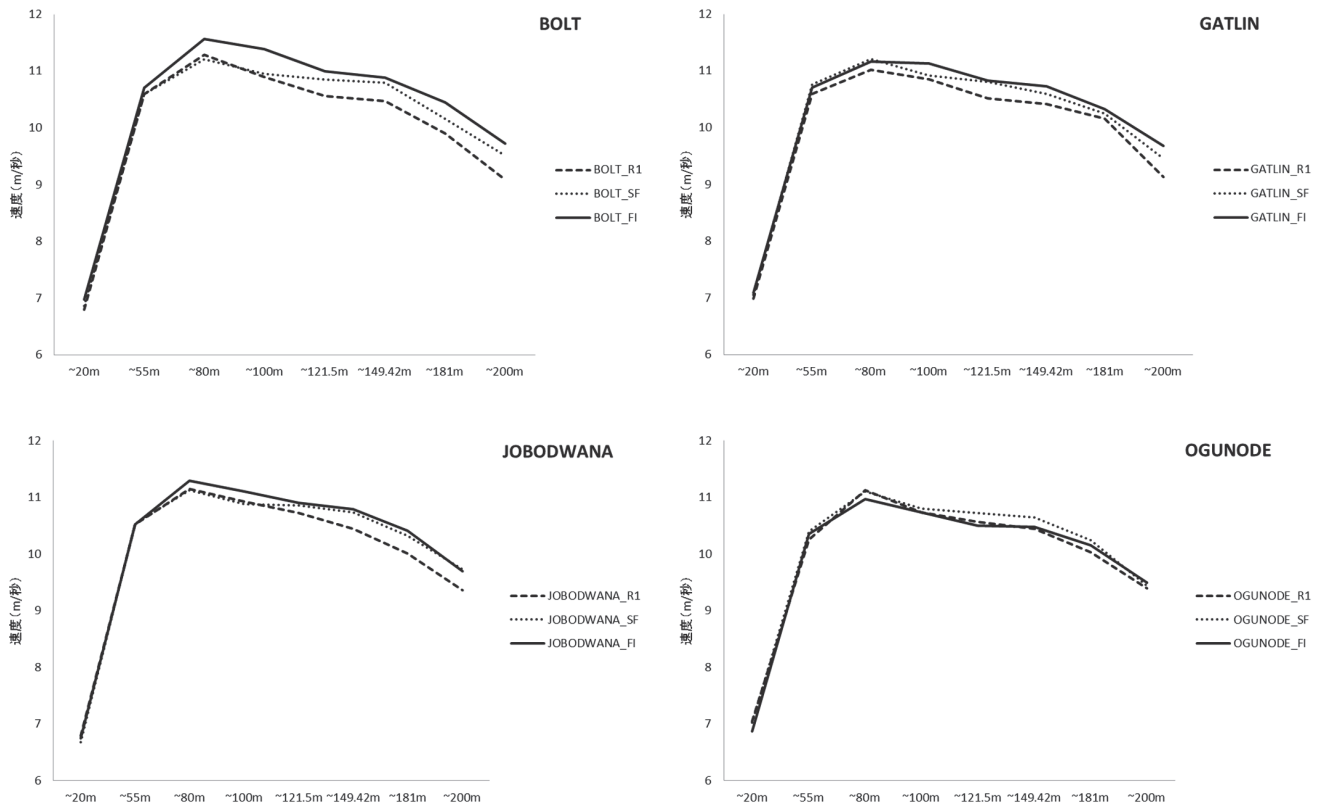 BOLT
12
11
10
9
8
7
6
速度(m/秒)
BOLT_R1
BOLT_SF
BOLT_FI
~20m ~55m ~80m ~100m ~121.5m ~149.42m ~181m ~200m
GATLIN
12
11
10
9
8
7
6
速度(m/秒)
GATLIN_R1
GATLIN_SF
GATLIN_FI
~20m ~55m ~80m ~100m ~121.5m ~149.42m ~181m ~200m
JOBODWANA
12
11
10
9
8
7
6
速度(m/秒)
JOBODWANA_R1
JOBODWANA_SF
JOBODWANA_FI
~20m ~55m ~80m ~100m ~121.5m ~149.42m ~181m ~200m
OGUNODE
12
11
10
9
8
7
6
速度(m/秒)
OGUNODE_R1
OGUNODE_SF
OGUNODE_FI
~20m ~55m ~80m ~100m ~121.5m ~149.42m ~181m ~200m